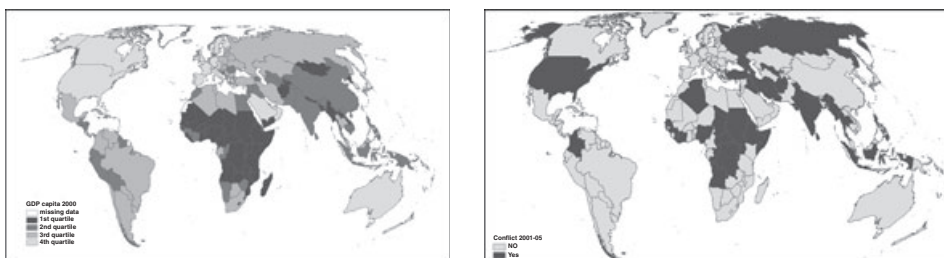 GDP capita 2000
missing data
1st quartile
2nd quartile
3rd quartile
4th quartile
Conflict 2001-05
NO
Yes